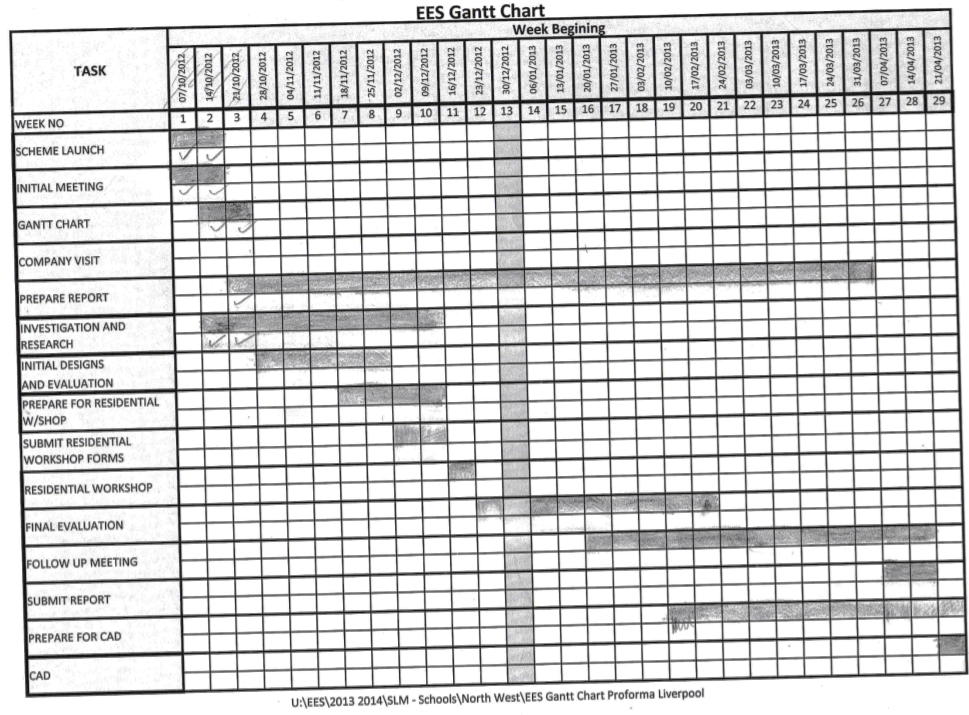 EES Gantt Chart
Week Begining
TASK
07/10/2012 14/10/2012 21/10/2012 28/10/2012 04/11/2012 11/11/2012 18/11/2012 25/11/2012 02/12/2012 09/12/2012 16/12/2012 23/12/2012 30/12/2012 06/01/2013 13/01/2013 20/01/2013 27/01/2013 03/02/2013 10/02/2013 17/02/2013 24/02/2013 03/03/2013 10/03/2013 17/03/2013 24/03/2013 31/03/2013 07/04/2013 14/04/2013 21/04/2013
WEEK NO 1 2 3 4 5 6 7 8 9 10 11 12 13 14 15 16 17 18 19 20 21 22 23 24 25 26 27 28 29
SCHEME LAUNCH
INITIAL MEETING
GANTT CHART
COMPANY VISIT
PREPARE REPORT
INVESTIGATION AND
RESEARCH
INITIAL DESIGNS
AND EVALUATION
PREPARE FOR RESIDENTIAL
W/SHOP
SUBMIT RESIDENTIAL
WORKSHOP FORMS
RESIDENTIAL WORKSHOP
FINAL EVALUATION
FOLLOW UP MEETING
SUBMIT REPORT
PREPARE FOR CAD
CAD
U:\EES\2013 2014\SLM - Schools\North West\EES Gantt Chart Proforma Liverpool